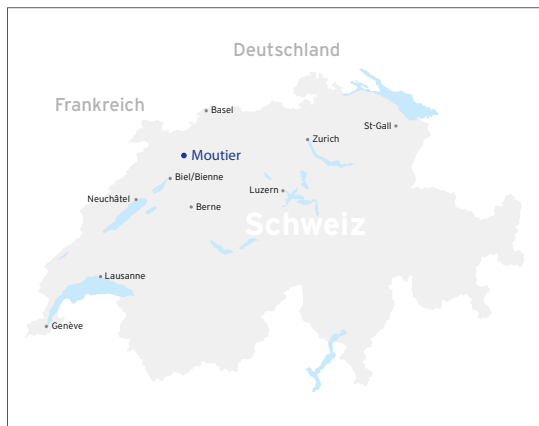 Deutschland
Frankreich
Basel
St-Gall
Zurich
Moutier
Biel/Bienne
Luzern
Neuchâtel
Berne
Schweiz
Lausanne
Genève